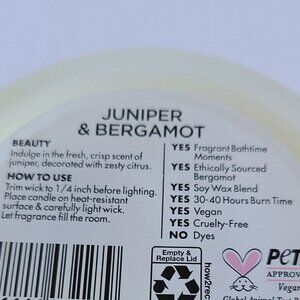 JUNIPER
& BERGAMOT
BEAUTY
Indulge in the fresh, crisp scent of
juniper, decorated with zesty citrus.
HOW TO USE
Trim wick to 1/4 inch before lighting.
Place candle on heat-resistant
surface & carefully light wick.
Let fragrance fill the room.
YES Fragrant Bathtime
Moments
YES Ethically Sourced
Bergamot
YES Soy Wax Blend
YES 30-40 Hours Burn Time
YES Vegan
YES Cruelty-Free
NO Dyes
Empty &
Replace Lid
how2re
PET
APPROV
Vegan
Global Animal T